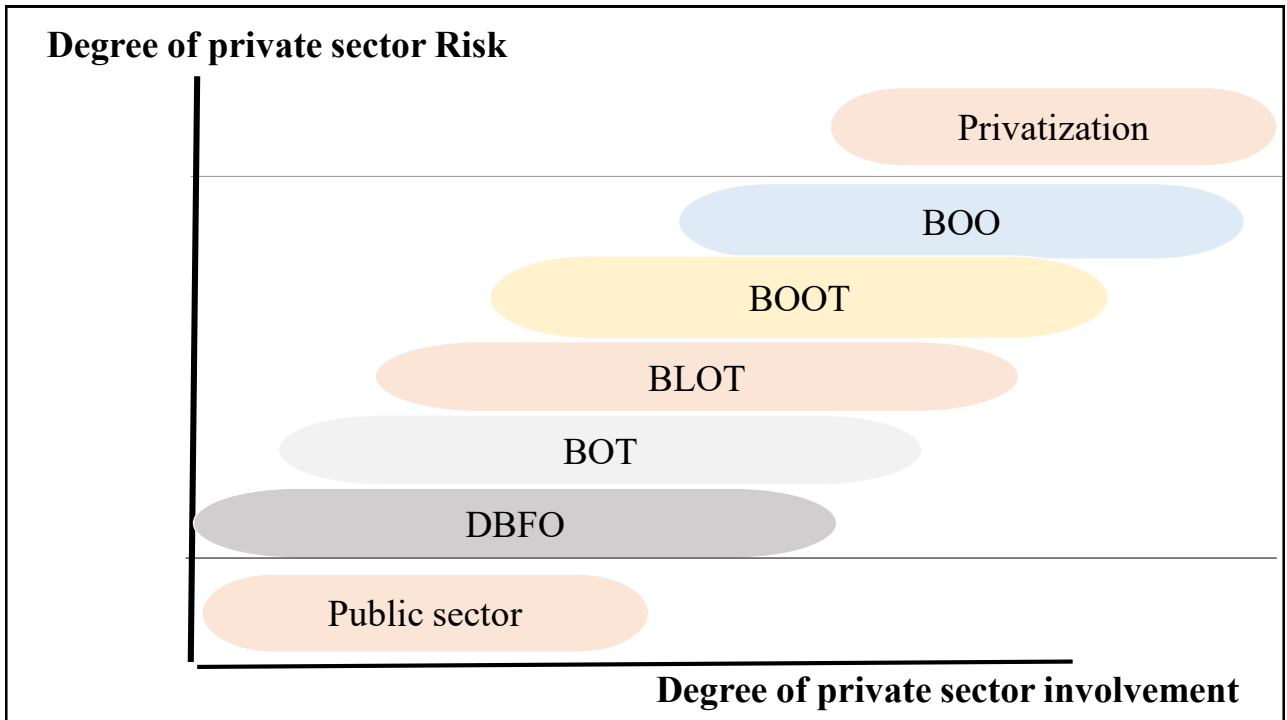 Degree of private sector Risk
Privatization
BOO
BOOT
BLOT
BOT
DBFO
Public sector
Degree of private sector involvement